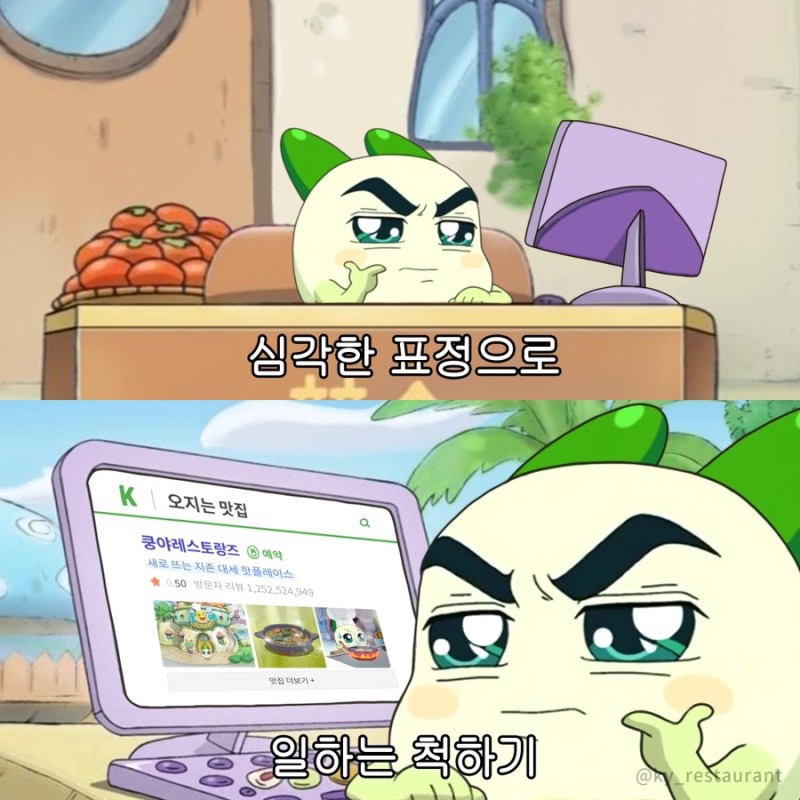 심각한 표정으로
K 오지는 맛집
쿵야레스토랑즈 예약
새로 뜨는 지존 대세 핫플레이스
0.50 방문자 리뷰 1,252,524,949
맛집 더보기 +
일하는 척하기
@ky_restaurant